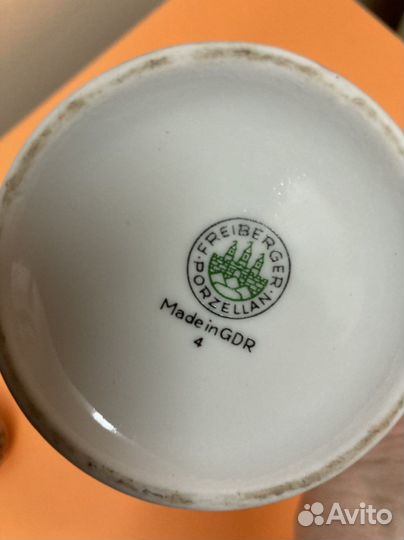 · FREIBERGER ·
PORZELLAN
Made in GDR
4
Avito